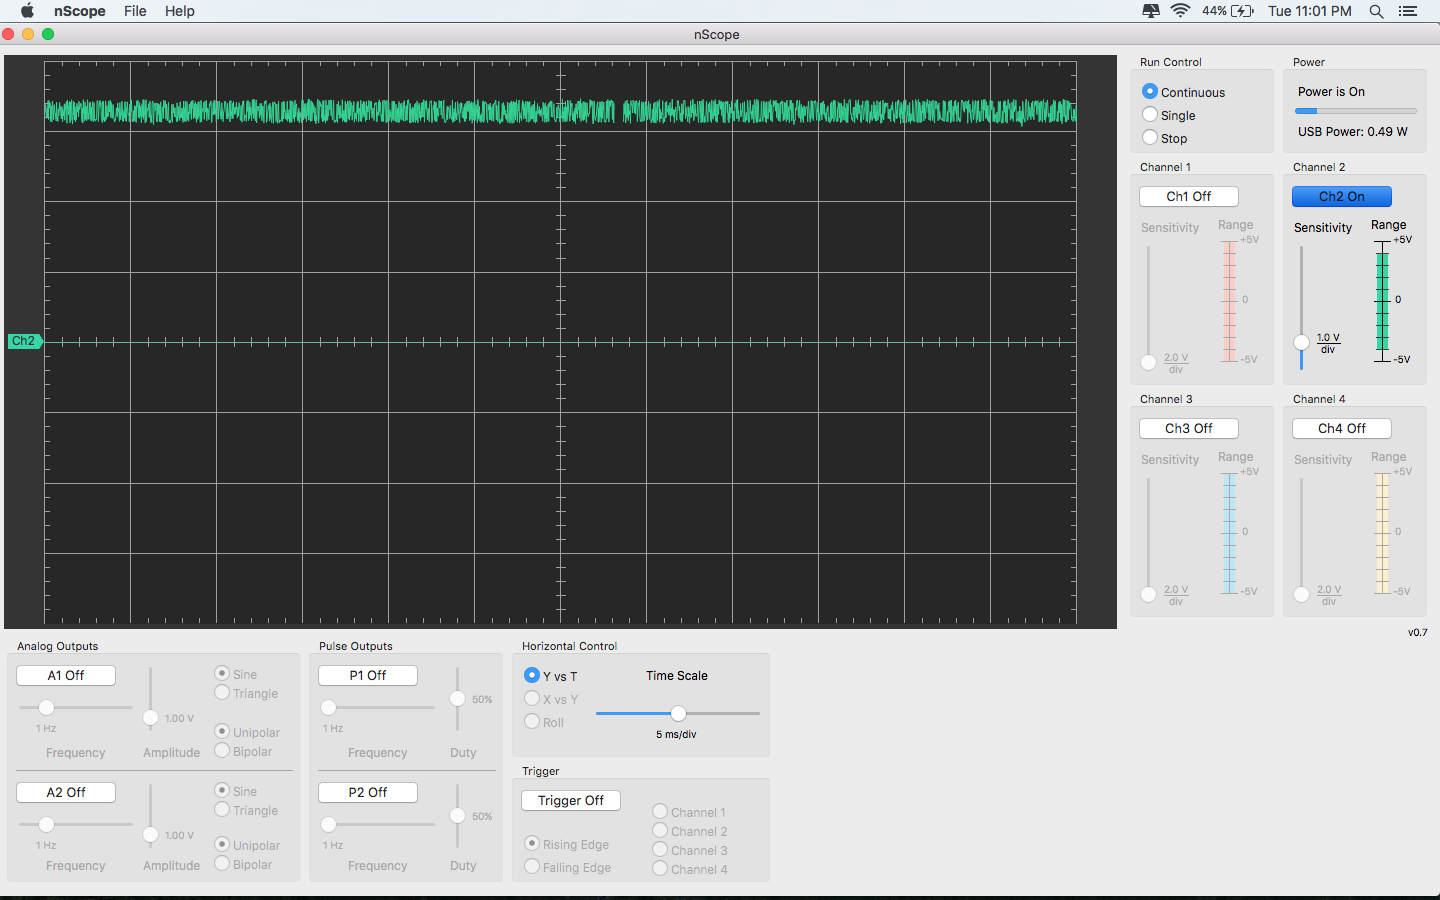 nScope File Help 44% Tue 11:01 PM
nScope
Ch2
Run Control
Continuous
Single
Stop
Power
Power is On
USB Power: 0.49 W
Channel 1
Ch1 Off
Sensitivity Range
+5V
0
2.0 V
div
-5V
Channel 2
Ch2 On
Sensitivity Range
+5V
0
1.0 V
div
-5V
Channel 3
Ch3 Off
Sensitivity Range
+5V
0
2.0 V
div
-5V
Channel 4
Ch4 Off
Sensitivity Range
+5V
0
2.0 V
div
-5V
v0.7
Analog Outputs
A1 Off
Sine
Triangle
1.00 V
1 Hz
Unipolar
Bipolar
Frequency Amplitude
A2 Off
Sine
Triangle
1.00 V
1 Hz
Unipolar
Bipolar
Frequency Amplitude
Pulse Outputs
P1 Off
50%
1 Hz
Frequency Duty
P2 Off
50%
1 Hz
Frequency Duty
Horizontal Control
Y vs T
X vs Y
Roll
Time Scale
5 ms/div
Trigger
Trigger Off
Rising Edge
Falling Edge
Channel 1
Channel 2
Channel 3
Channel 4